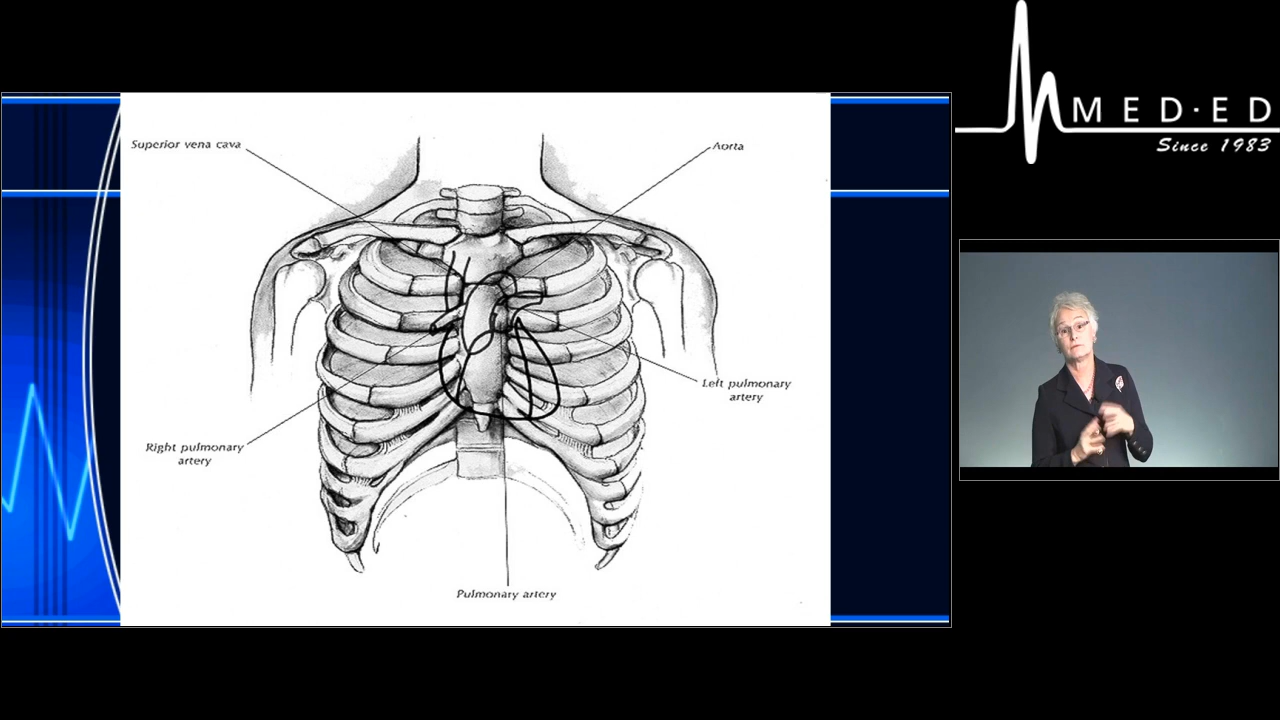 Superior vena cava
Aorta
Left pulmonary
artery
Right pulmonary
artery
Pulmonary artery
MED·ED
Since 1983